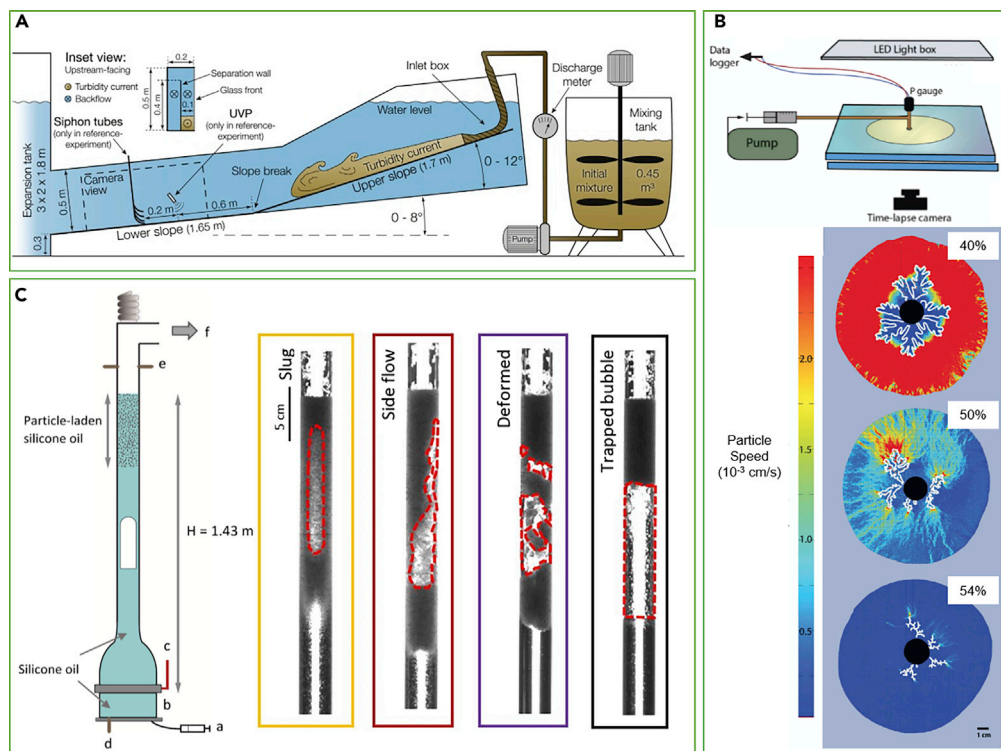 A
Inset view:
Upstream-facing
Turbidity current
Backflow
Siphon tubes
(only in reference-
experiment)
0.2
Separation wall
Glass front
0.5 m
0.4 m
0.1
UVP
(only in reference-
experiment)
Slope break
Inlet box
Discharge
meter
Mixing
tank
Water level
Turbidity current
Upper slope (1.7 m)
0 - 12°
Initial
mixture
0.45
m³
Expansion tank
3 x 2 x 1.8 m
Camera
view
0.5 m
0.2 m
0.6 m
Lower slope (1.65 m)
0 - 8°
0.3
Pump
B
Data
logger
LED Light box
P gauge
Pump
Time-lapse camera
40%
50%
54%
2.0
1.5
1.0
0.5
Particle
Speed
(10⁻³ cm/s)
1 cm
C
f
e
Particle-laden
silicone oil
H = 1.43 m
Silicone oil
c
b
a
d
Slug
5 cm
Side flow
Deformed
Trapped bubble